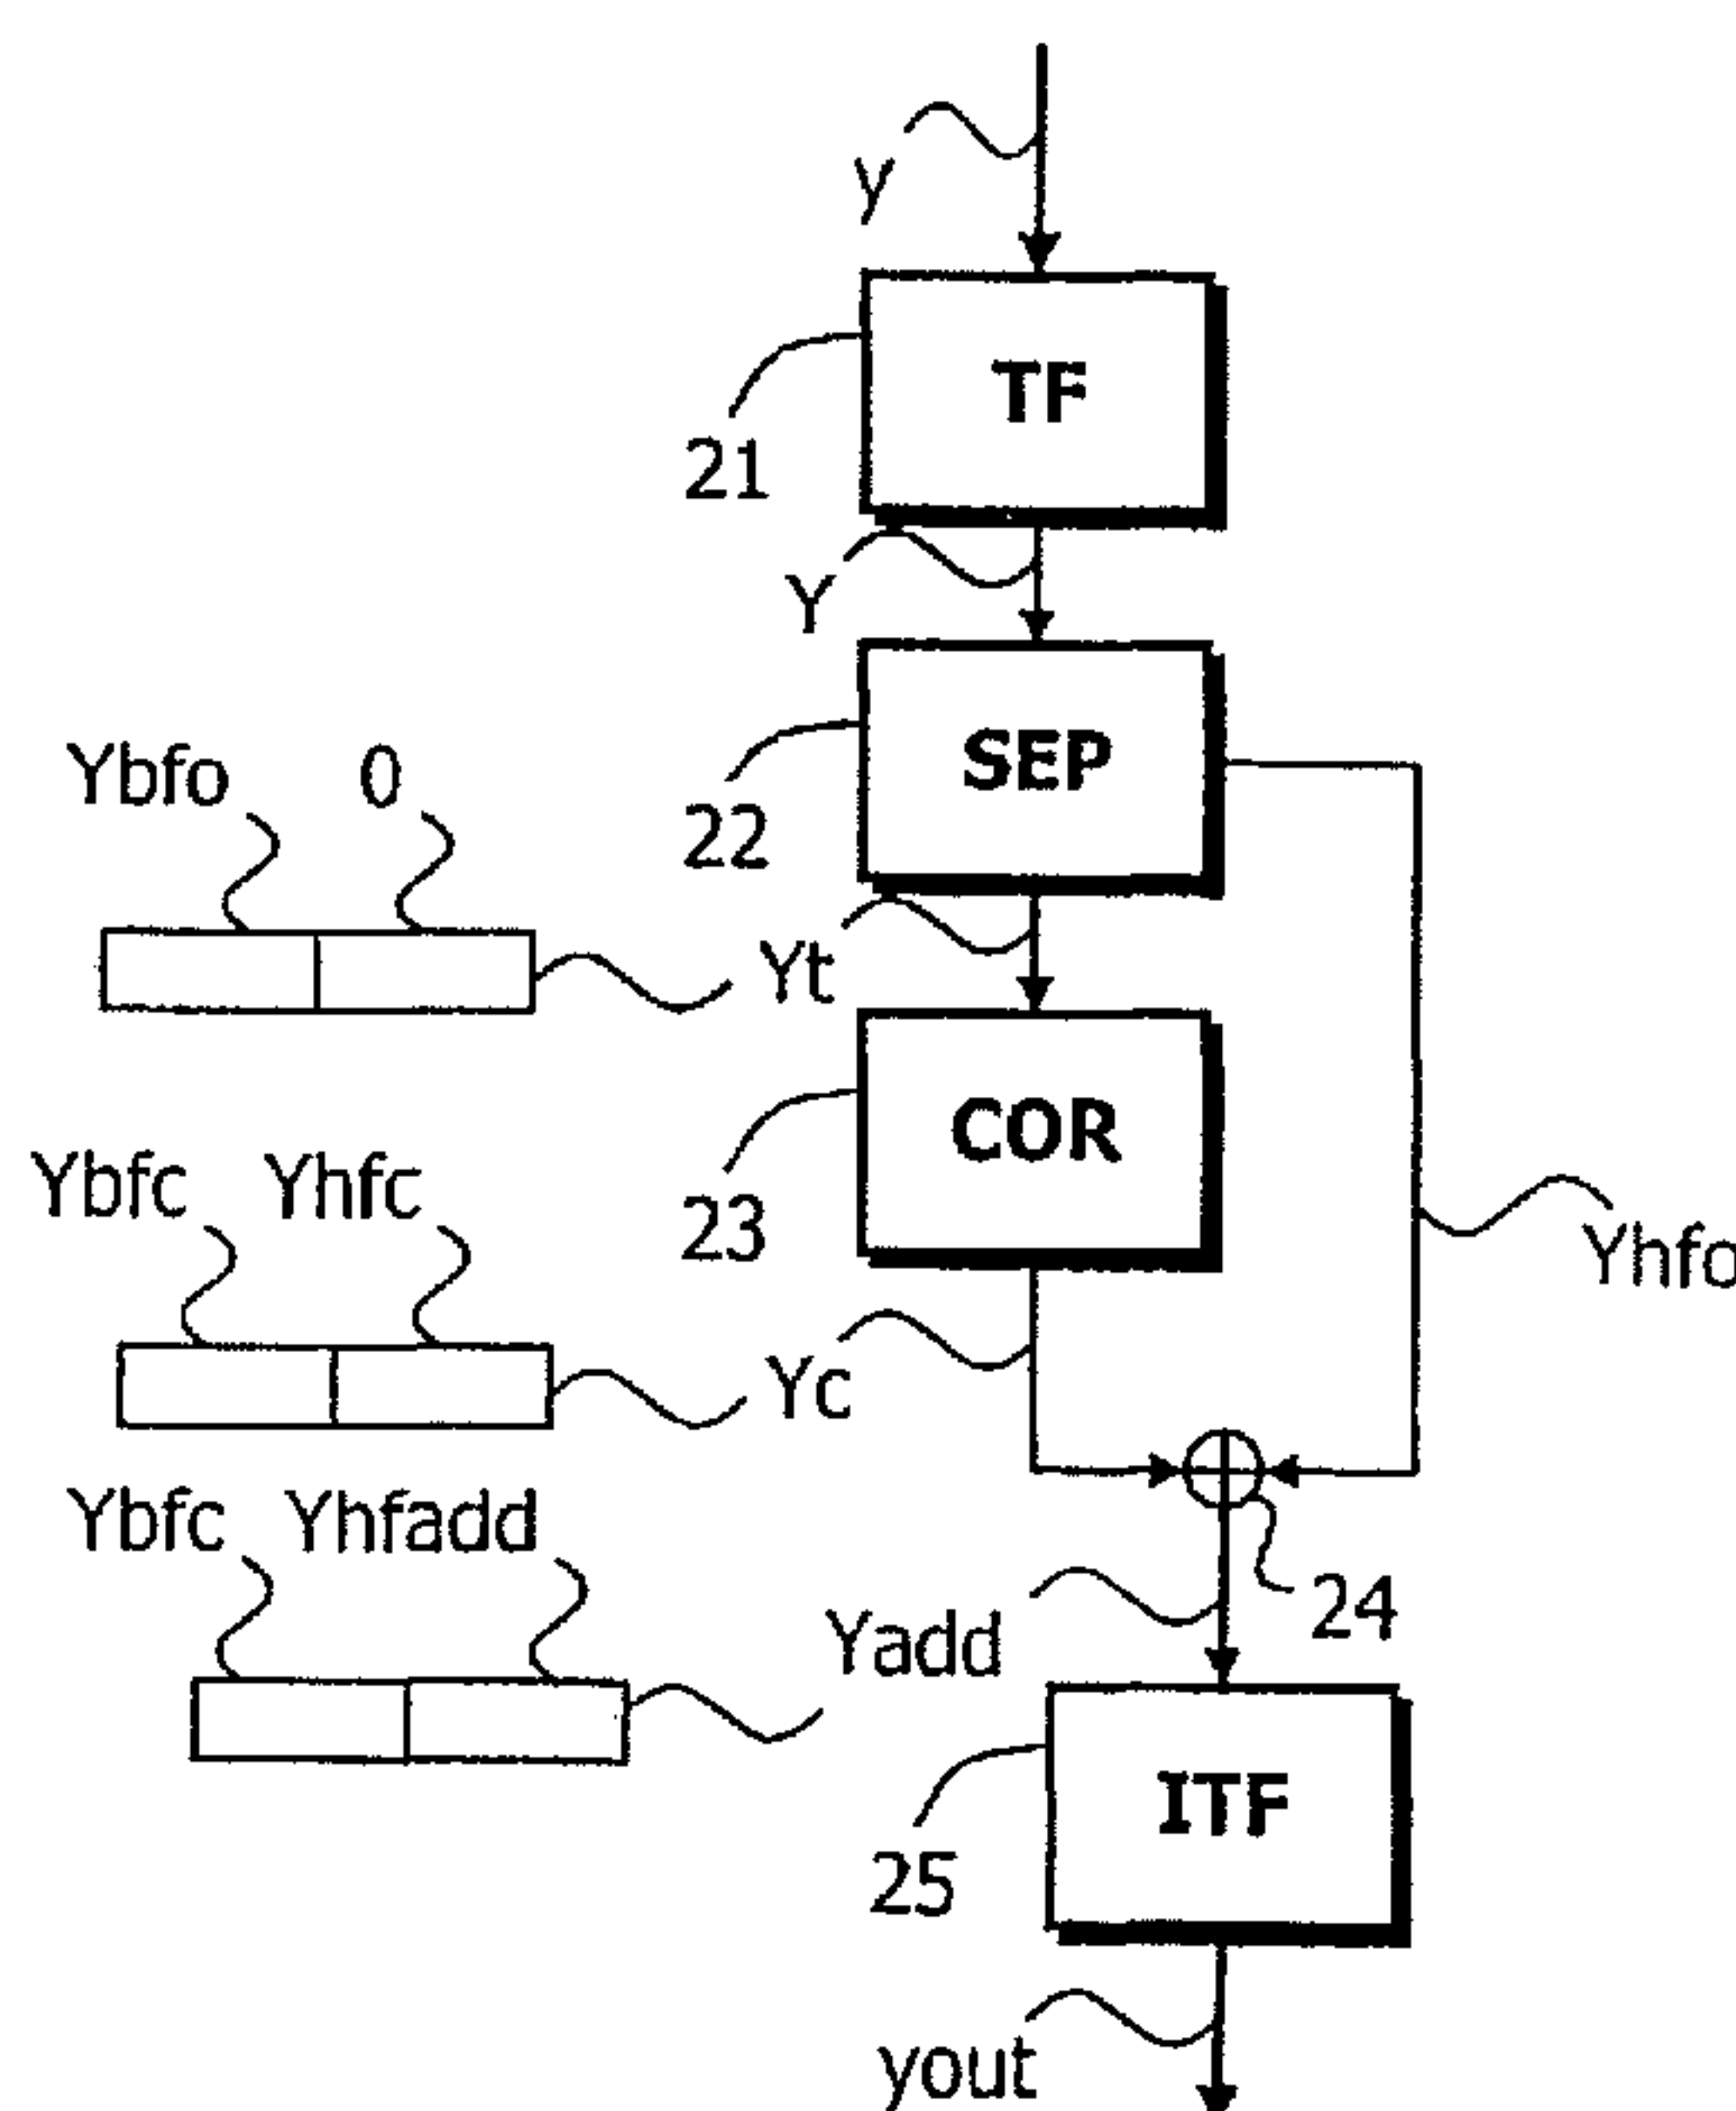 y
TF
21
Y
SEP
Ybfo 0
22
Yt
COR
Ybfc Yhfc
23
Yhfo
Yc
Ybfc Yhfadd
24
Yadd
ITF
25
yout